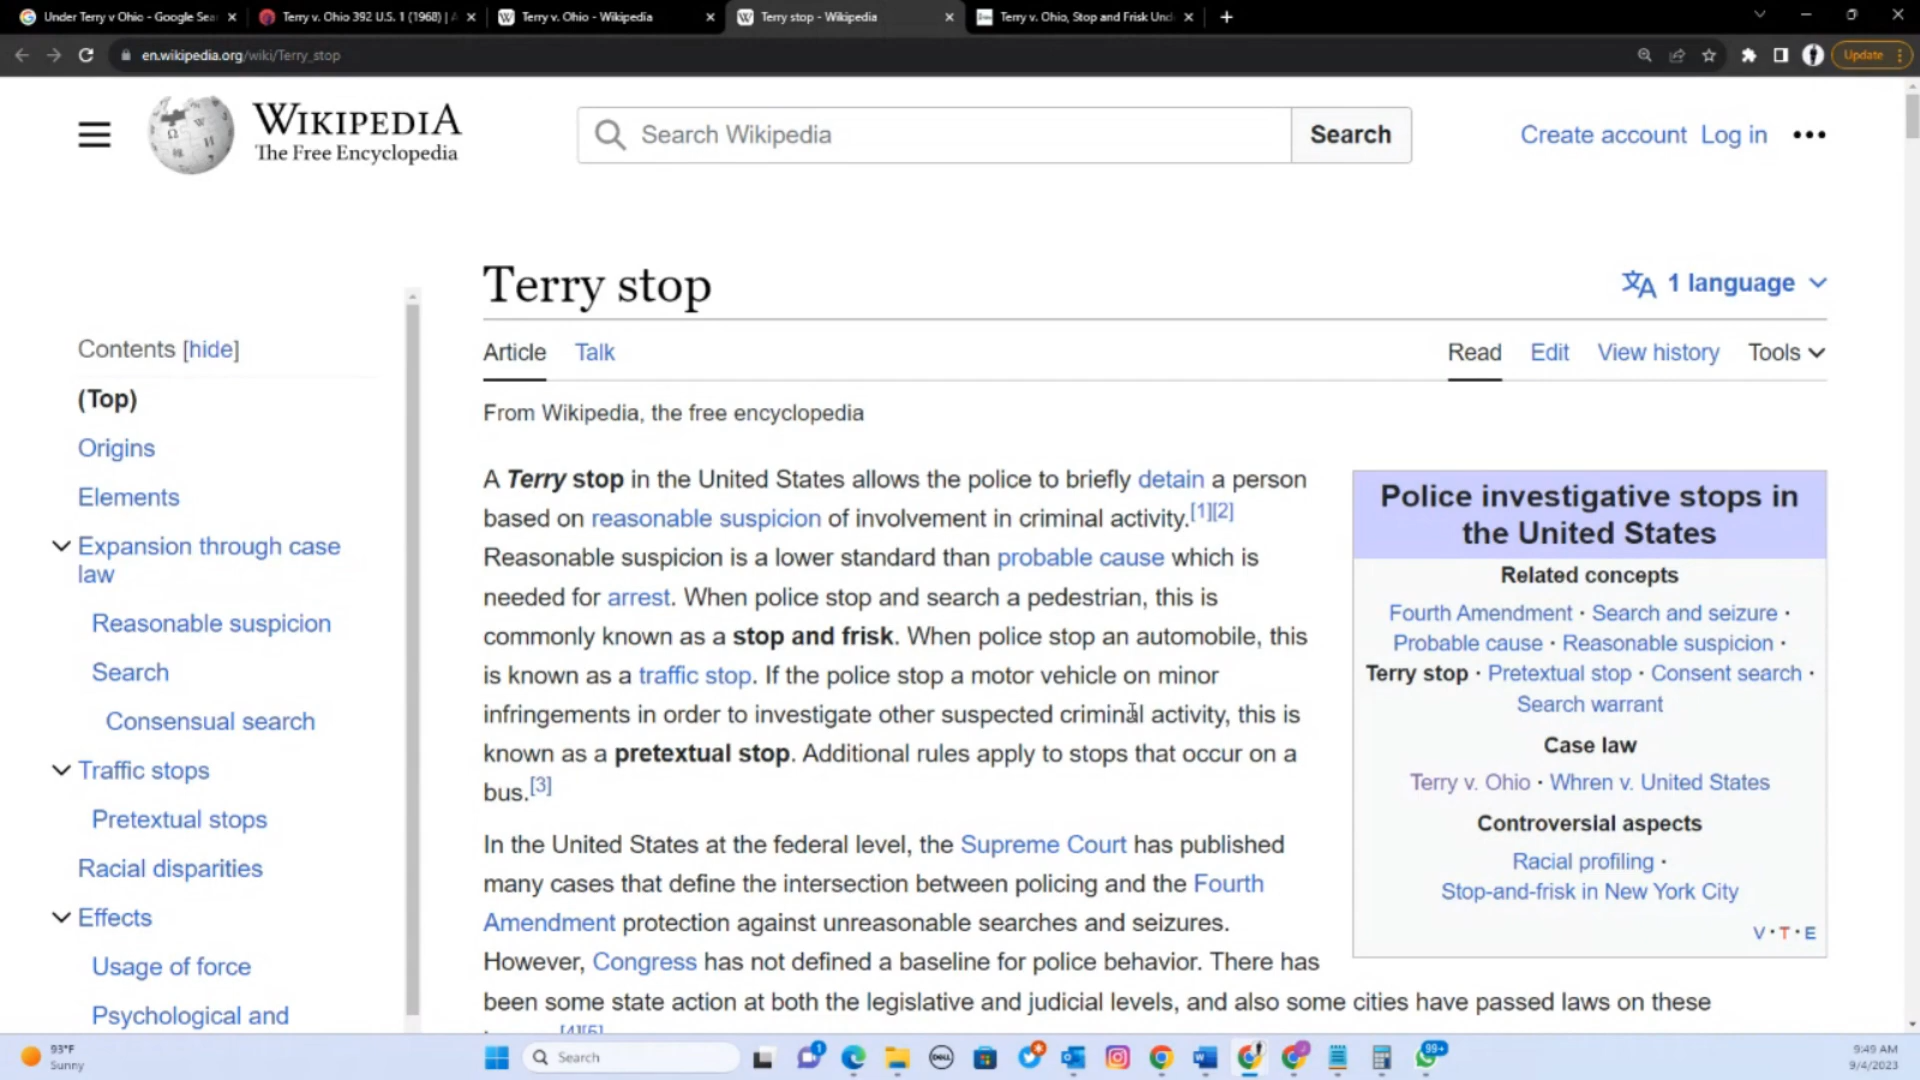 Under Terry v Ohio - Google Sea
Terry v. Ohio 392 U.S. 1 (1968) |
Terry v. Ohio - Wikipedia
Terry stop - Wikipedia
Terry v. Ohio, Stop and Frisk Und
en.wikipedia.org/wiki/Terry_stop
Update
WIKIPEDIA
The Free Encyclopedia
Search Wikipedia
Search
Create account Log in
Terry stop
1 language
Contents [hide]
(Top)
Origins
Elements
Expansion through case
law
Reasonable suspicion
Search
Consensual search
Traffic stops
Pretextual stops
Racial disparities
Effects
Usage of force
Psychological and
Article Talk
Read Edit View history Tools
From Wikipedia, the free encyclopedia
A Terry stop in the United States allows the police to briefly detain a person
based on reasonable suspicion of involvement in criminal activity.[1][2]
Reasonable suspicion is a lower standard than probable cause which is
needed for arrest. When police stop and search a pedestrian, this is
commonly known as a stop and frisk. When police stop an automobile, this
is known as a traffic stop. If the police stop a motor vehicle on minor
infringements in order to investigate other suspected criminal activity, this is
known as a pretextual stop. Additional rules apply to stops that occur on a
bus.[3]
In the United States at the federal level, the Supreme Court has published
many cases that define the intersection between policing and the Fourth
Amendment protection against unreasonable searches and seizures.
However, Congress has not defined a baseline for police behavior. There has
been some state action at both the legislative and judicial levels, and also some cities have passed laws on these
Police investigative stops in
the United States
Related concepts
Fourth Amendment · Search and seizure ·
Probable cause · Reasonable suspicion ·
Terry stop · Pretextual stop · Consent search ·
Search warrant
Case law
Terry v. Ohio · Whren v. United States
Controversial aspects
Racial profiling ·
Stop-and-frisk in New York City
V · T · E
93°F
Sunny
Search
1
DELL
99+
9:49 AM
9/4/2023